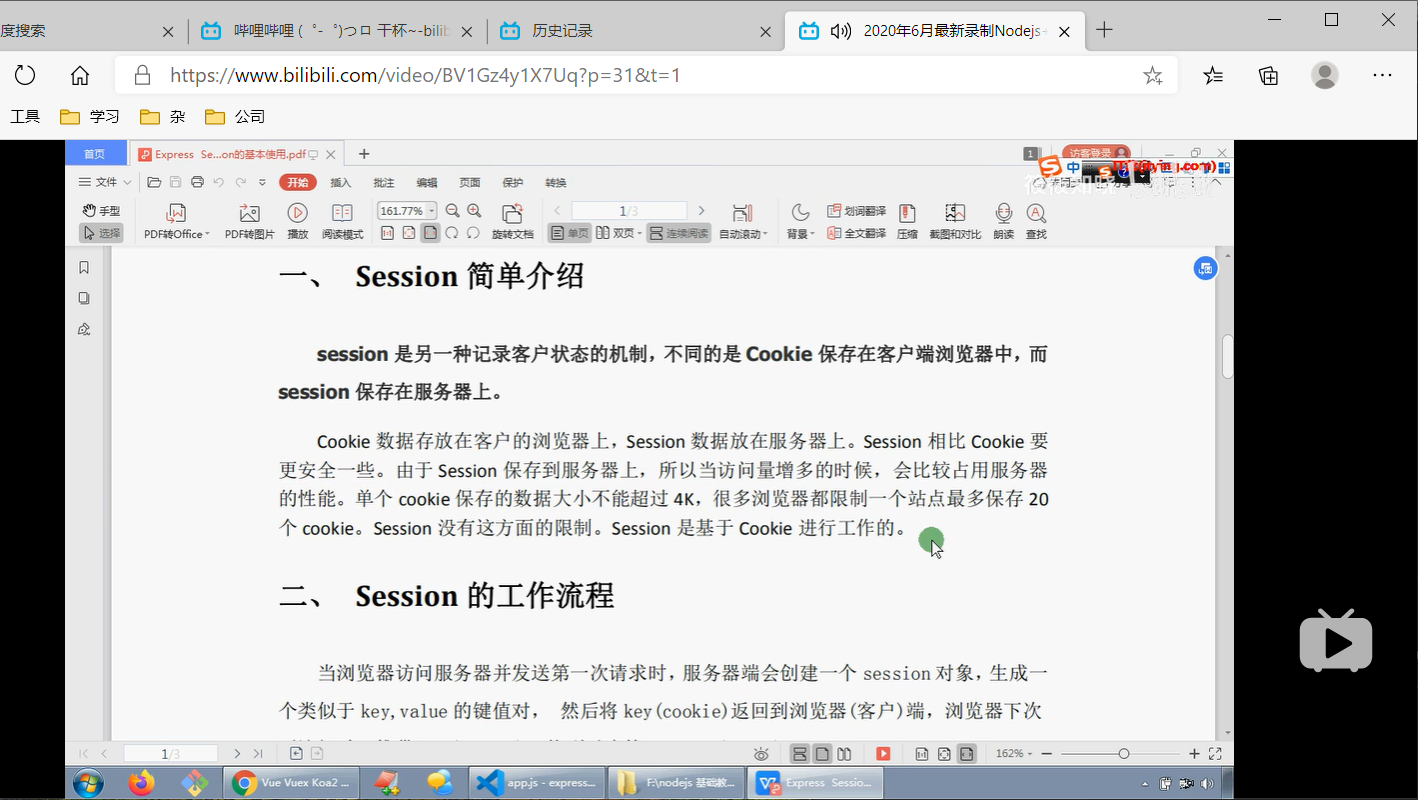 度搜索
哔哩哔哩 (゜-゜)つロ 干杯~-bilib
历史记录
2020年6月最新录制Nodejs+
https://www.bilibili.com/video/BV1Gz4y1X7Uq?p=31&t=1
工具 学习 杂 公司
首页 Express Se...on的基本使用.pdf 1 访客登录
文件 开始 插入 批注 编辑 页面 保护 转换
中
手型 161.77% 1/3 划词翻译
选择 PDF转Office PDF转图片 播放 阅读模式 旋转文档 单页 双页 连续阅读 自动滚动 背景 全文翻译 压缩 截图和对比 朗读 查找
一、 Session 简单介绍
session 是另一种记录客户状态的机制，不同的是 Cookie 保存在客户端浏览器中，而
session 保存在服务器上。
Cookie 数据存放在客户的浏览器上，Session 数据放在服务器上。Session 相比 Cookie 要
更安全一些。由于 Session 保存到服务器上，所以当访问量增多的时候，会比较占用服务器
的性能。单个 cookie 保存的数据大小不能超过 4K，很多浏览器都限制一个站点最多保存 20
个 cookie。Session 没有这方面的限制。Session 是基于 Cookie 进行工作的。
二、 Session 的工作流程
当浏览器访问服务器并发送第一次请求时，服务器端会创建一个 session 对象，生成一
个类似于 key,value 的键值对， 然后将 key(cookie)返回到浏览器(客户)端，浏览器下次
1/3 162%
Vue Vuex Koa2 ... app.js - express... F:\nodejs 基础教... Express Sessio...